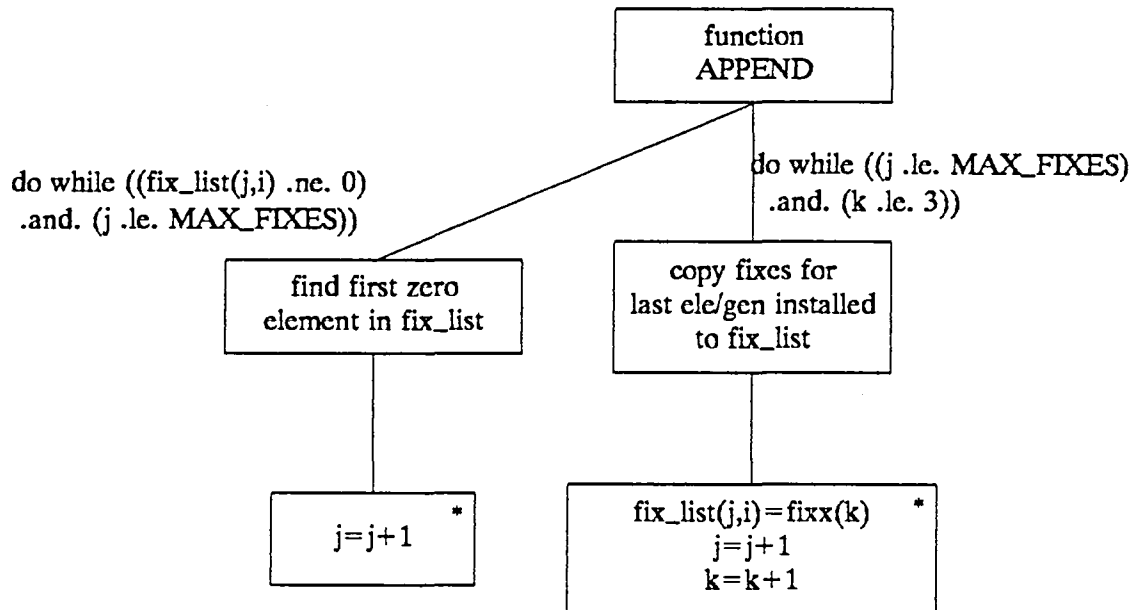 function
APPEND
do while ((fix_list(j,i) .ne. 0)
.and. (j .le. MAX_FIXES))
do while ((j .le. MAX_FIXES)
.and. (k .le. 3))
find first zero
element in fix_list
copy fixes for
last ele/gen installed
to fix_list
*
j=j+1
fix_list(j,i)=fixx(k) *
j=j+1
k=k+1